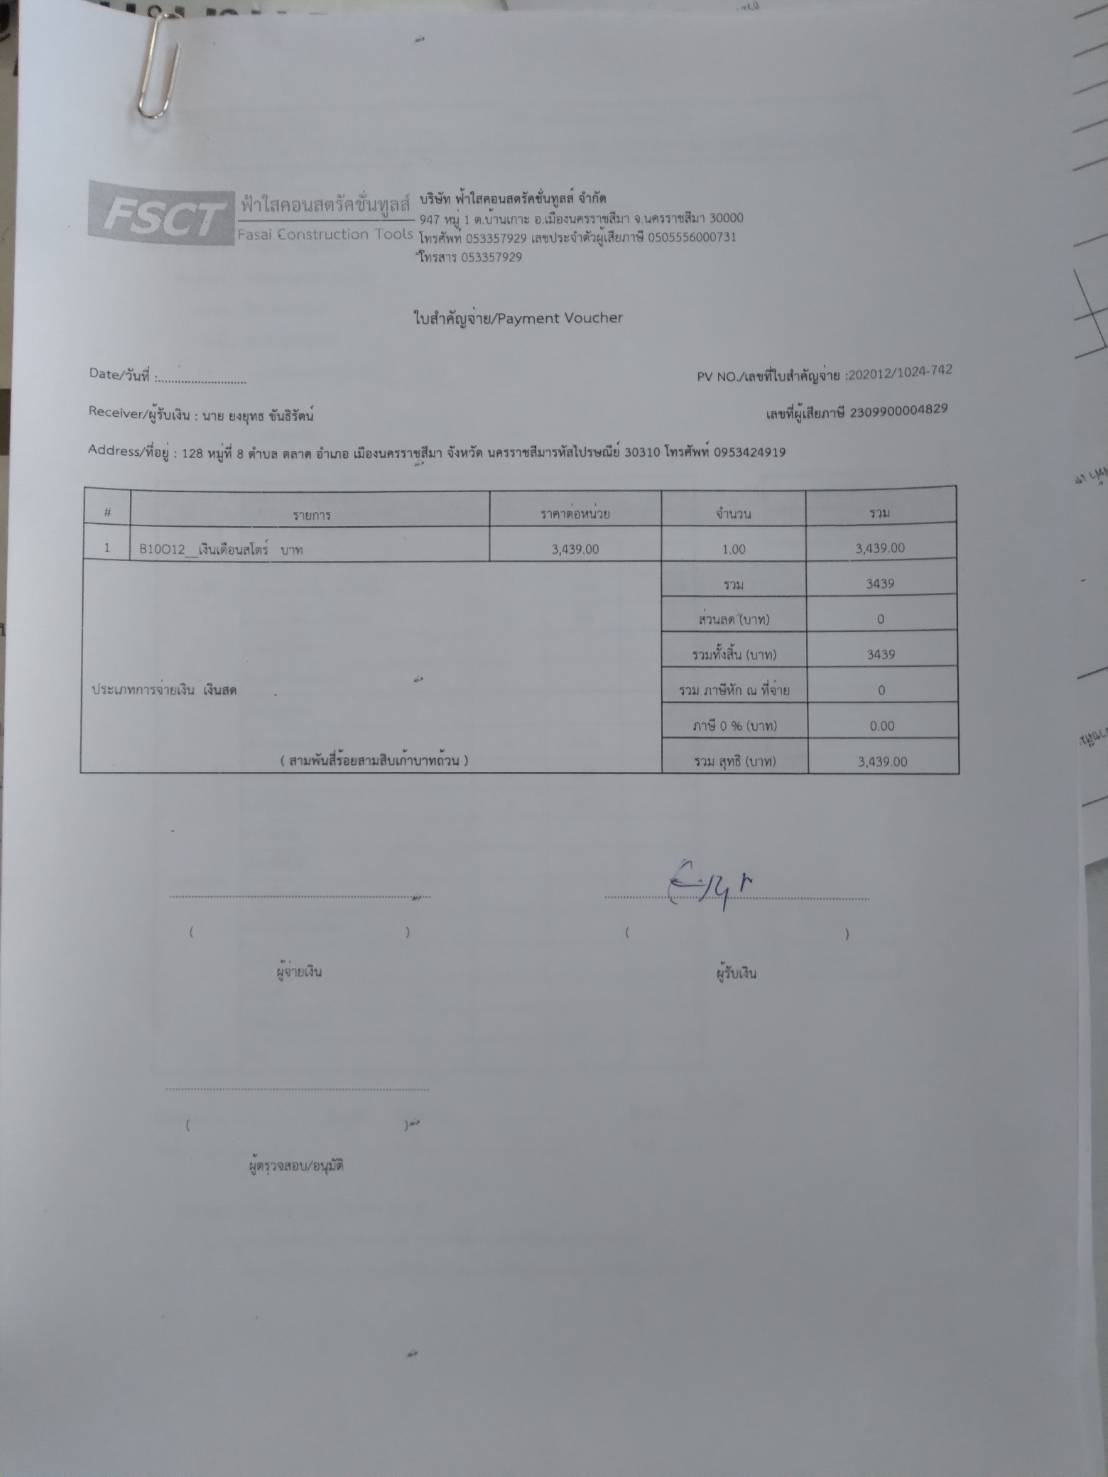 FSCT
ฟ้าใสคอนสตรัคชั่นทูลส์
Fasai Construction Tools
บริษัท ฟ้าใสคอนสตรัคชั่นทูลส์ จำกัด
947 หมู่ 1 ต.บ้านเกาะ อ.เมืองนครราชสีมา จ.นครราชสีมา 30000
โทรศัพท์ 053357929 เลขประจำตัวผู้เสียภาษี 0505556000731
โทรสาร 053357929
ใบสำคัญจ่าย/Payment Voucher
Date/วันที่ :..........................
PV NO./เลขที่ใบสำคัญจ่าย :202012/1024-742
Receiver/ผู้รับเงิน : นาย ยงยุทธ ขันธิรัตน์
เลขที่ผู้เสียภาษี 2309900004829
Address/ที่อยู่ : 128 หมู่ที่ 8 ตำบล ตลาด อำเภอ เมืองนครราชสีมา จังหวัด นครราชสีมารหัสไปรษณีย์ 30310 โทรศัพท์ 0953424919
# รายการ ราคาต่อหน่วย จำนวน รวม
1 B10O12__เงินเดือนสโตร์ บาท 3,439.00 1.00 3,439.00
รวม 3439
ส่วนลด (บาท) 0
รวมทั้งสิ้น (บาท) 3439
ประเภทการจ่ายเงิน เงินสด รวม ภาษีหัก ณ ที่จ่าย 0
ภาษี 0 % (บาท) 0.00
( สามพันสี่ร้อยสามสิบเก้าบาทถ้วน ) รวม สุทธิ (บาท) 3,439.00
( ) ( )
ผู้จ่ายเงิน ผู้รับเงิน
( )
ผู้ตรวจสอบ/อนุมัติ